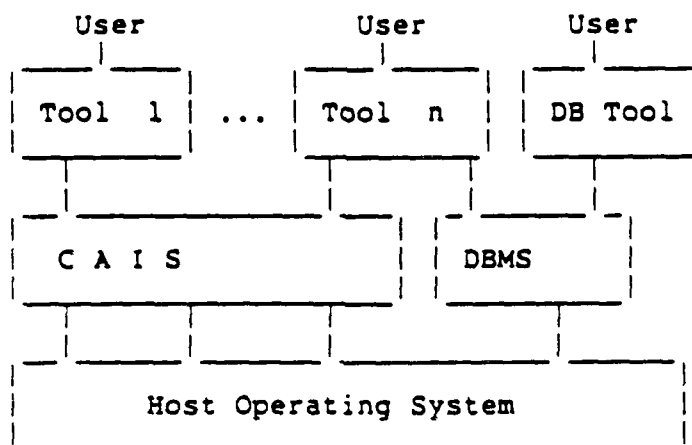 User User User
Tool 1 ... Tool n DB Tool
C A I S DBMS
Host Operating System